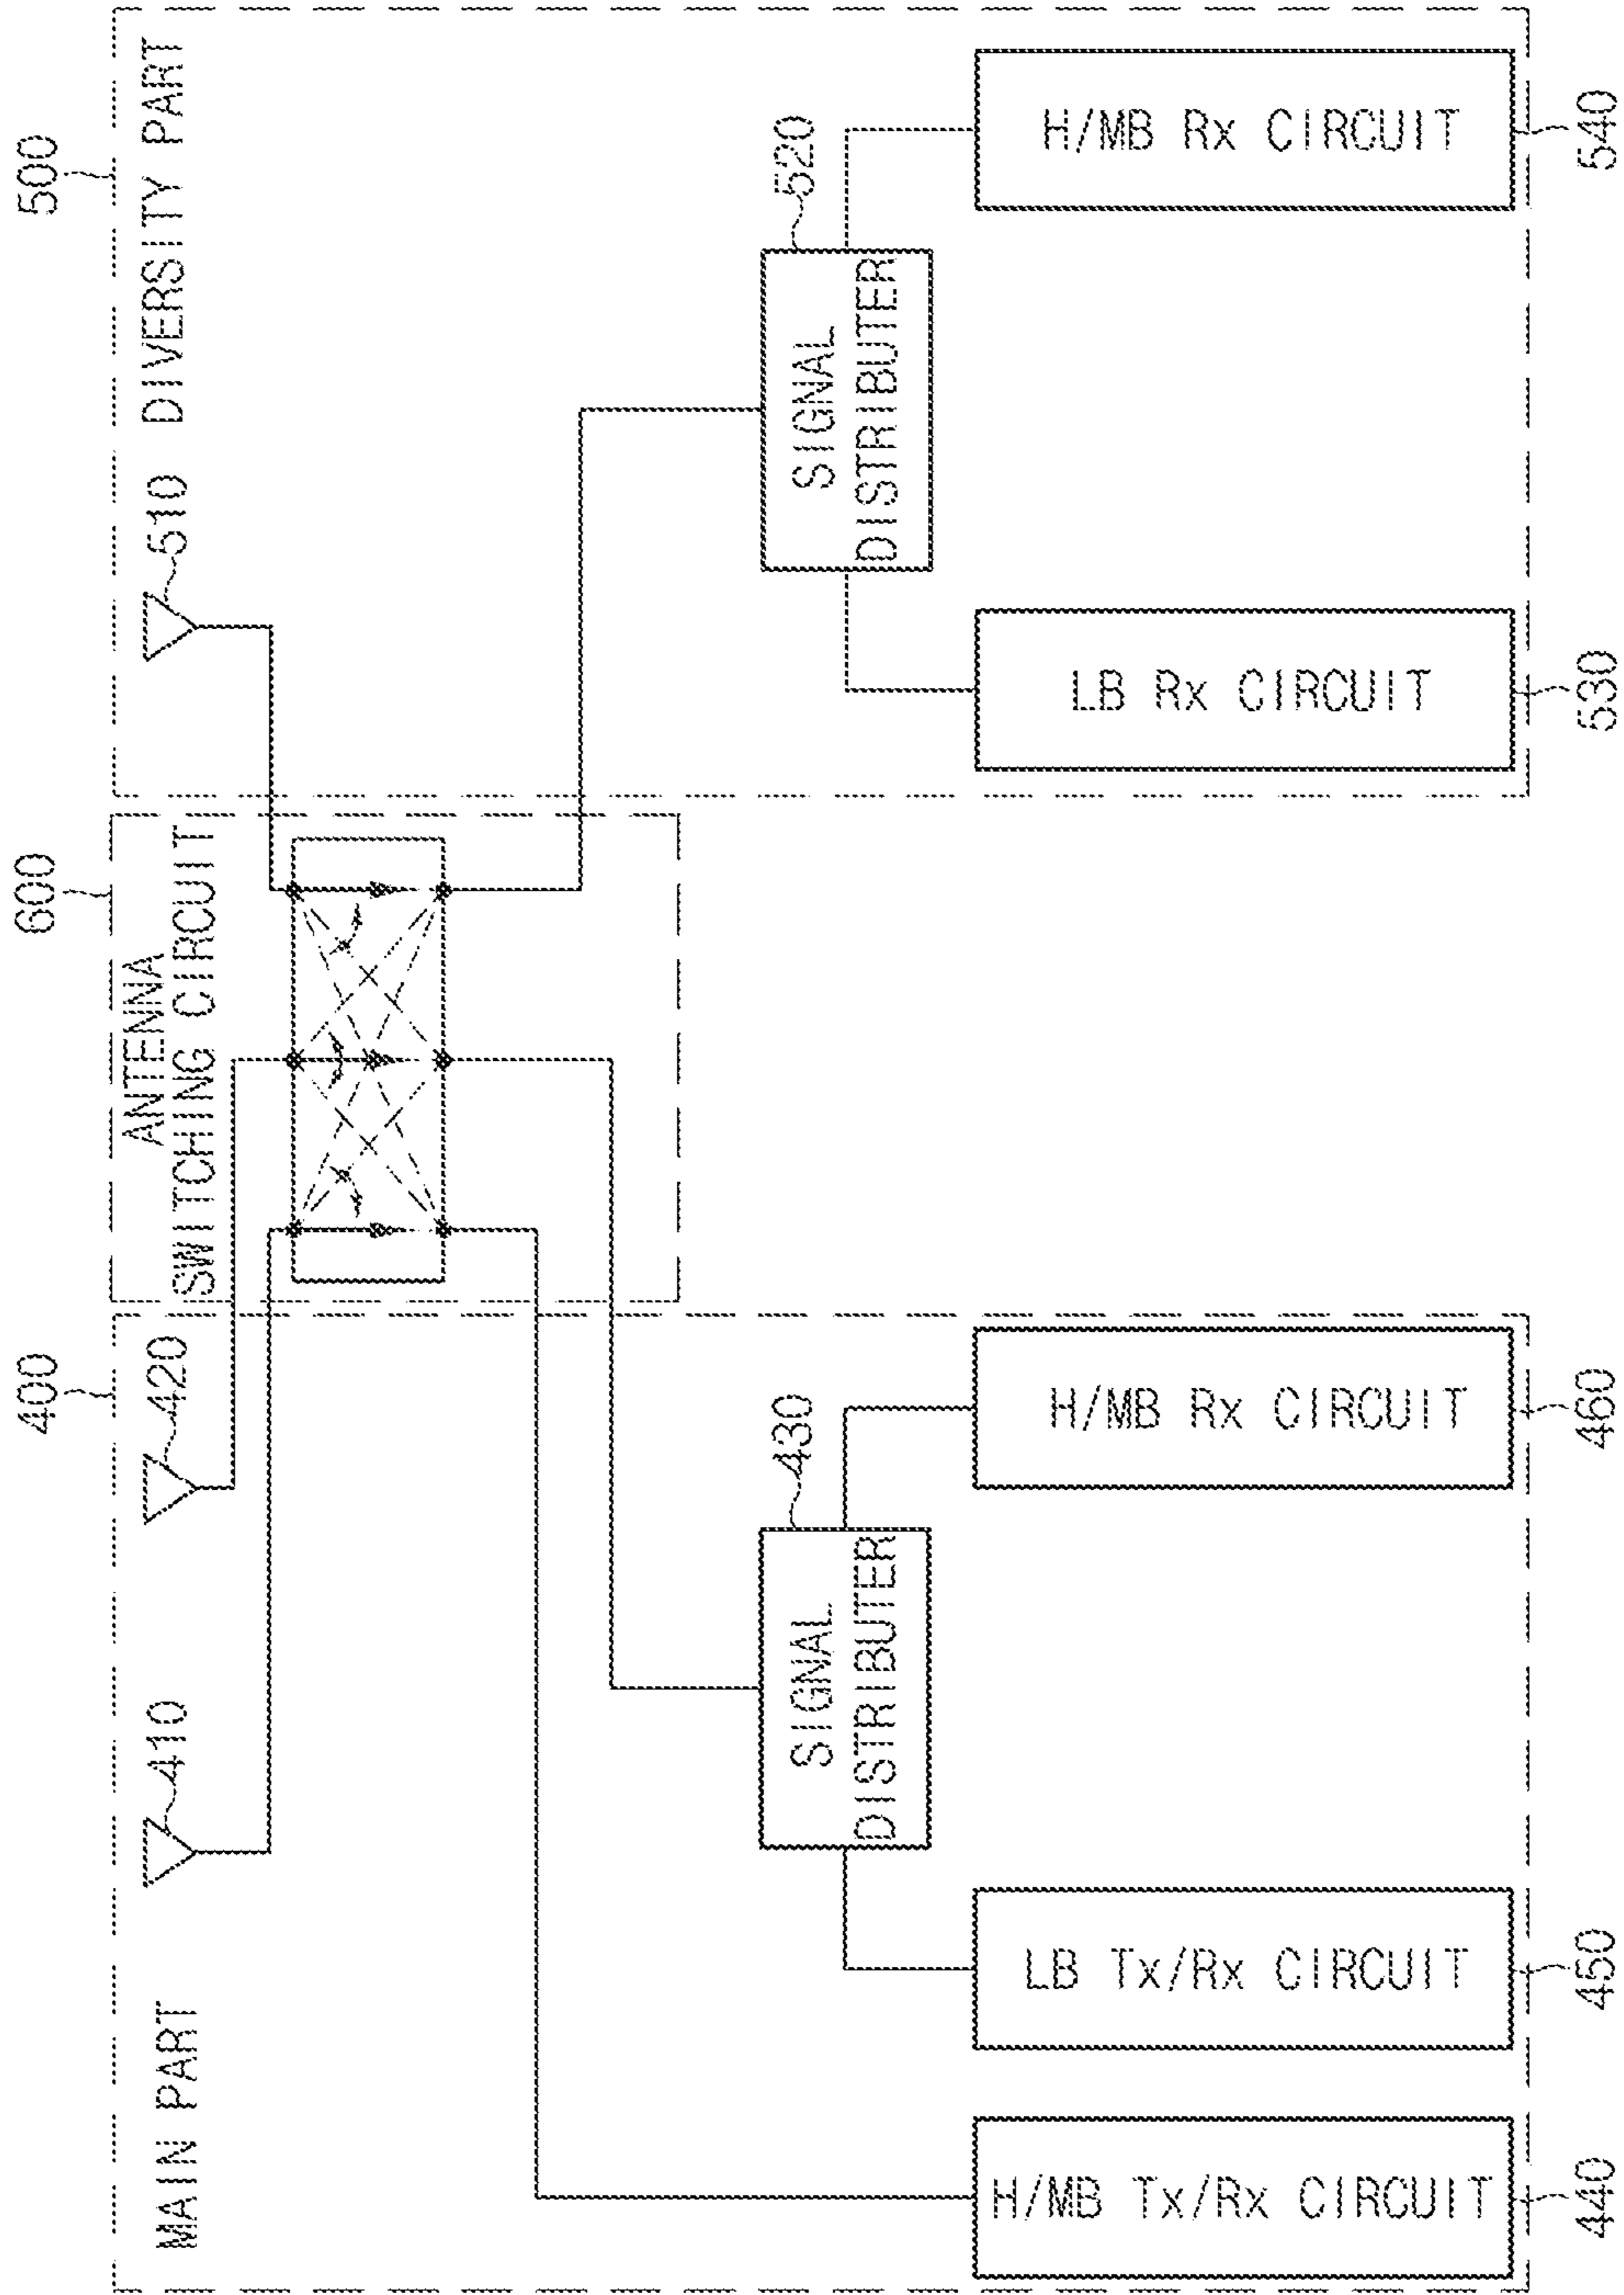 400
600
500
MAIN PART
410
420
ANTENNA
SWITCHING CIRCUIT
510
DIVERSITY PART
430
SIGNAL
DISTRIBUTER
520
SIGNAL
DISTRIBUTER
H/MB Tx/Rx CIRCUIT
LB Tx/Rx CIRCUIT
H/MB Rx CIRCUIT
LB Rx CIRCUIT
H/MB Rx CIRCUIT
440
450
460
530
540